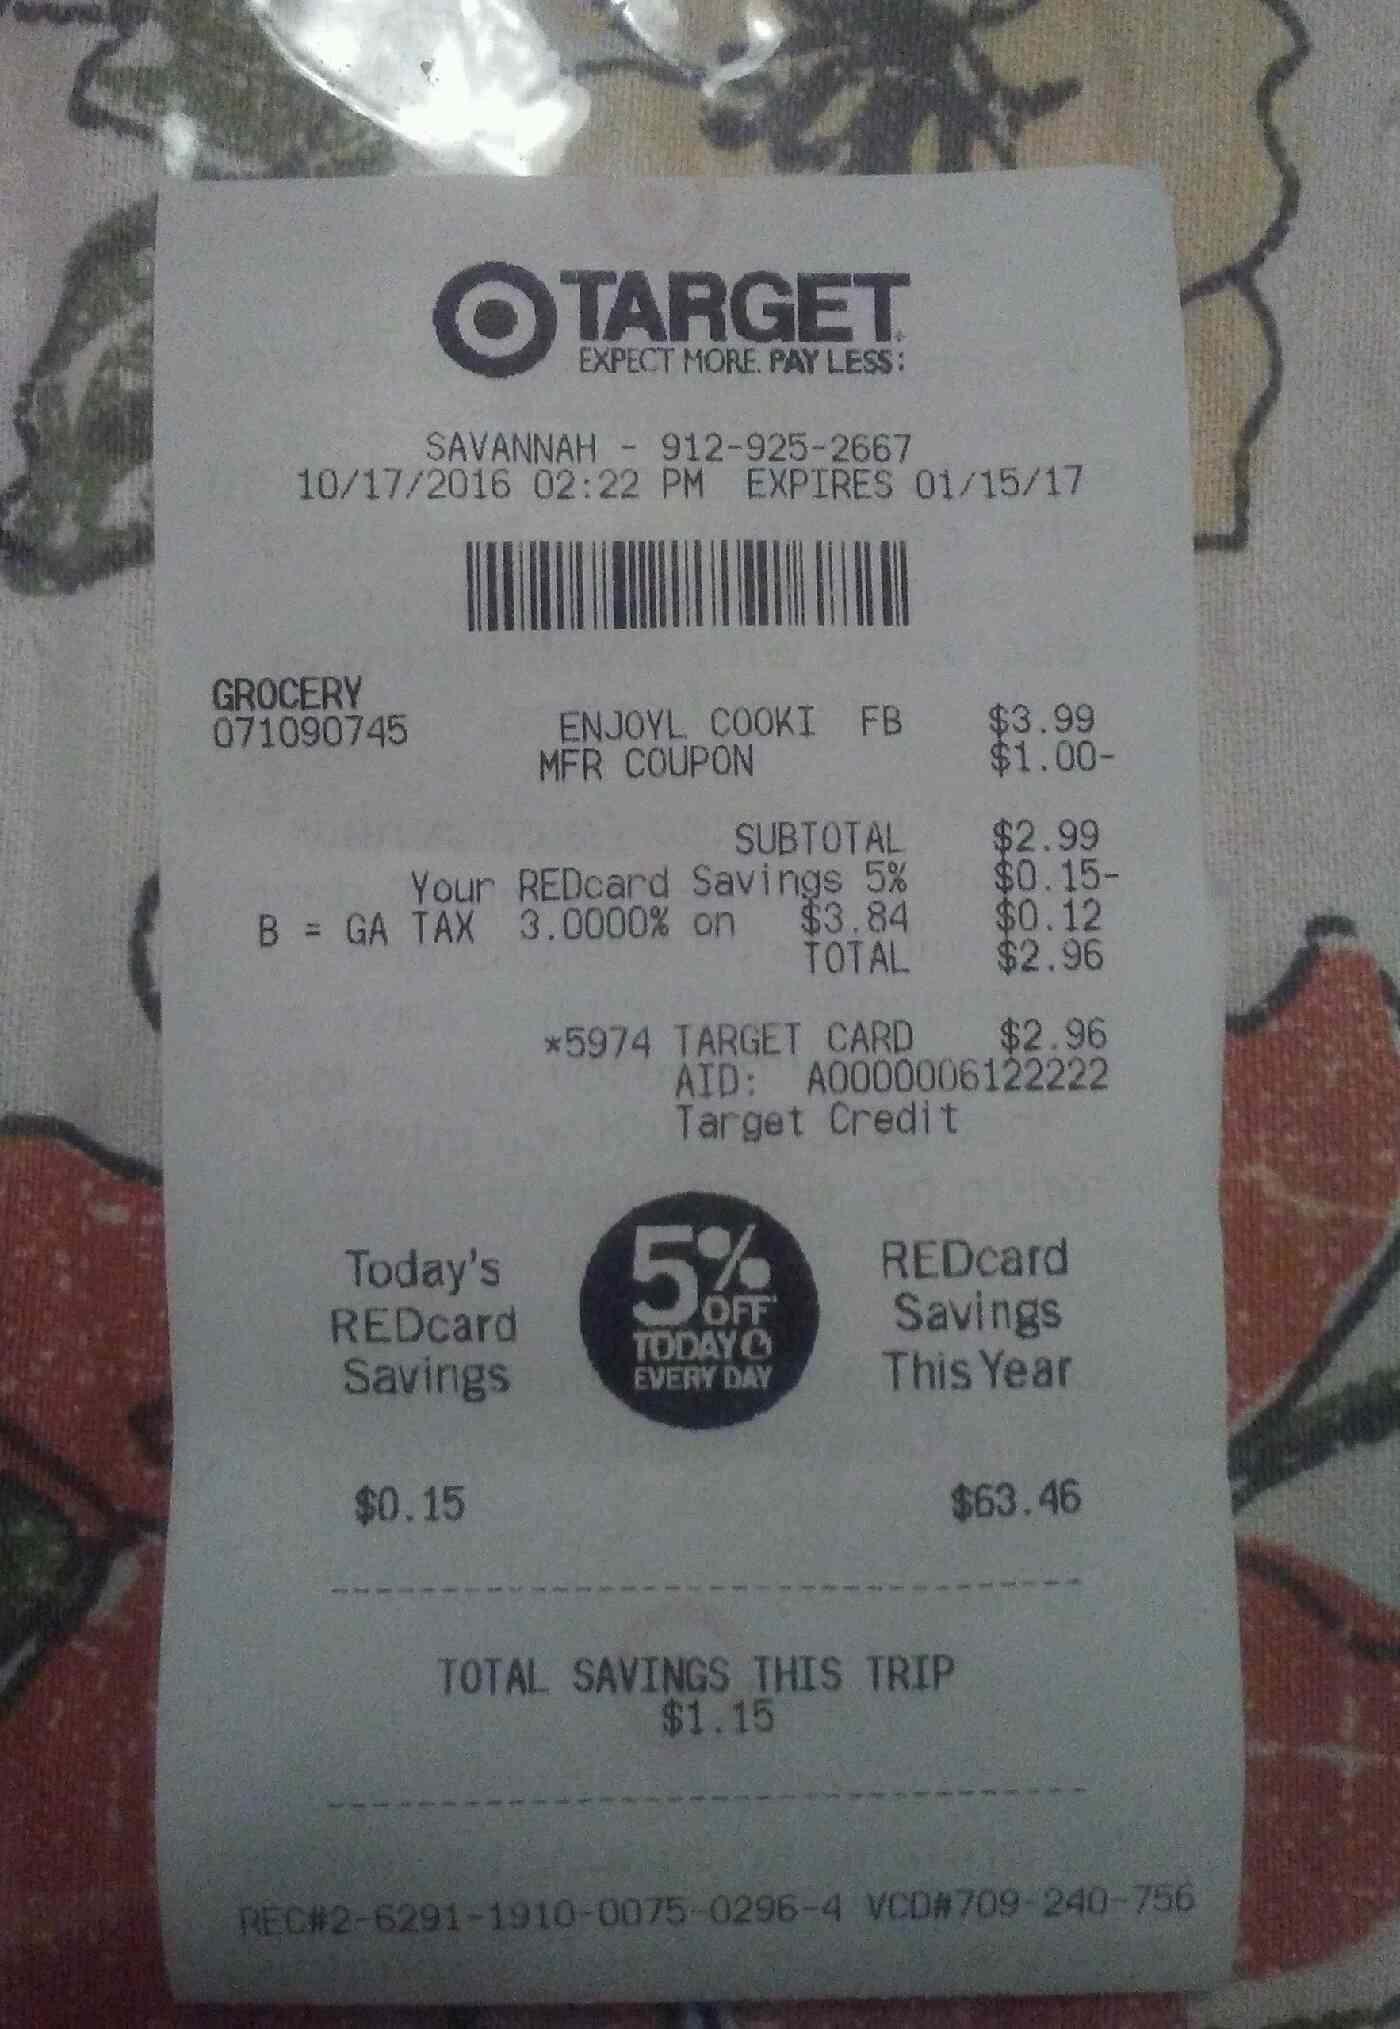 TARGET
EXPECT MORE. PAY LESS.
SAVANNAH - 912-925-2667
10/17/2016 02:22 PM EXPIRES 01/15/17
GROCERY
071090745 ENJOYL COOKI FB $3.99
MFR COUPON $1.00-
SUBTOTAL $2.99
Your REDcard Savings 5% $0.15-
B = GA TAX 3.0000% on $3.84 $0.12
TOTAL $2.96
*5974 TARGET CARD $2.96
AID: A0000006122222
Target Credit
Today's
REDcard
Savings
5%
OFF
TODAY &
EVERY DAY
REDcard
Savings
This Year
$0.15 $63.46
TOTAL SAVINGS THIS TRIP
$1.15
REC#2-6291-1910-0075-0296-4 VCD#709-240-756